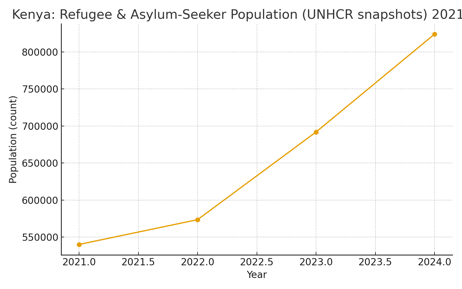 Kenya: Refugee & Asylum-Seeker Population (UNHCR snapshots) 2021
800000
750000
700000
650000
600000
550000
Population (count)
2021.0 2021.5 2022.0 2022.5 2023.0 2023.5 2024.0
Year